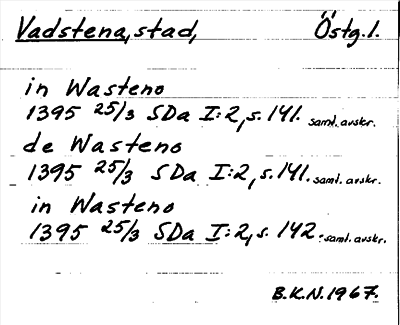 Vadstena, stad, Östg.l.
in Wasteno
1395 25/3 SDa I:2, s. 141. saml. avskr.
de Wasteno
1395 25/3 SDa I:2, s. 141. saml. avskr.
in Wasteno
1395 25/3 SDa I:2, s. 142. saml. avskr.
B.K.N. 1967.